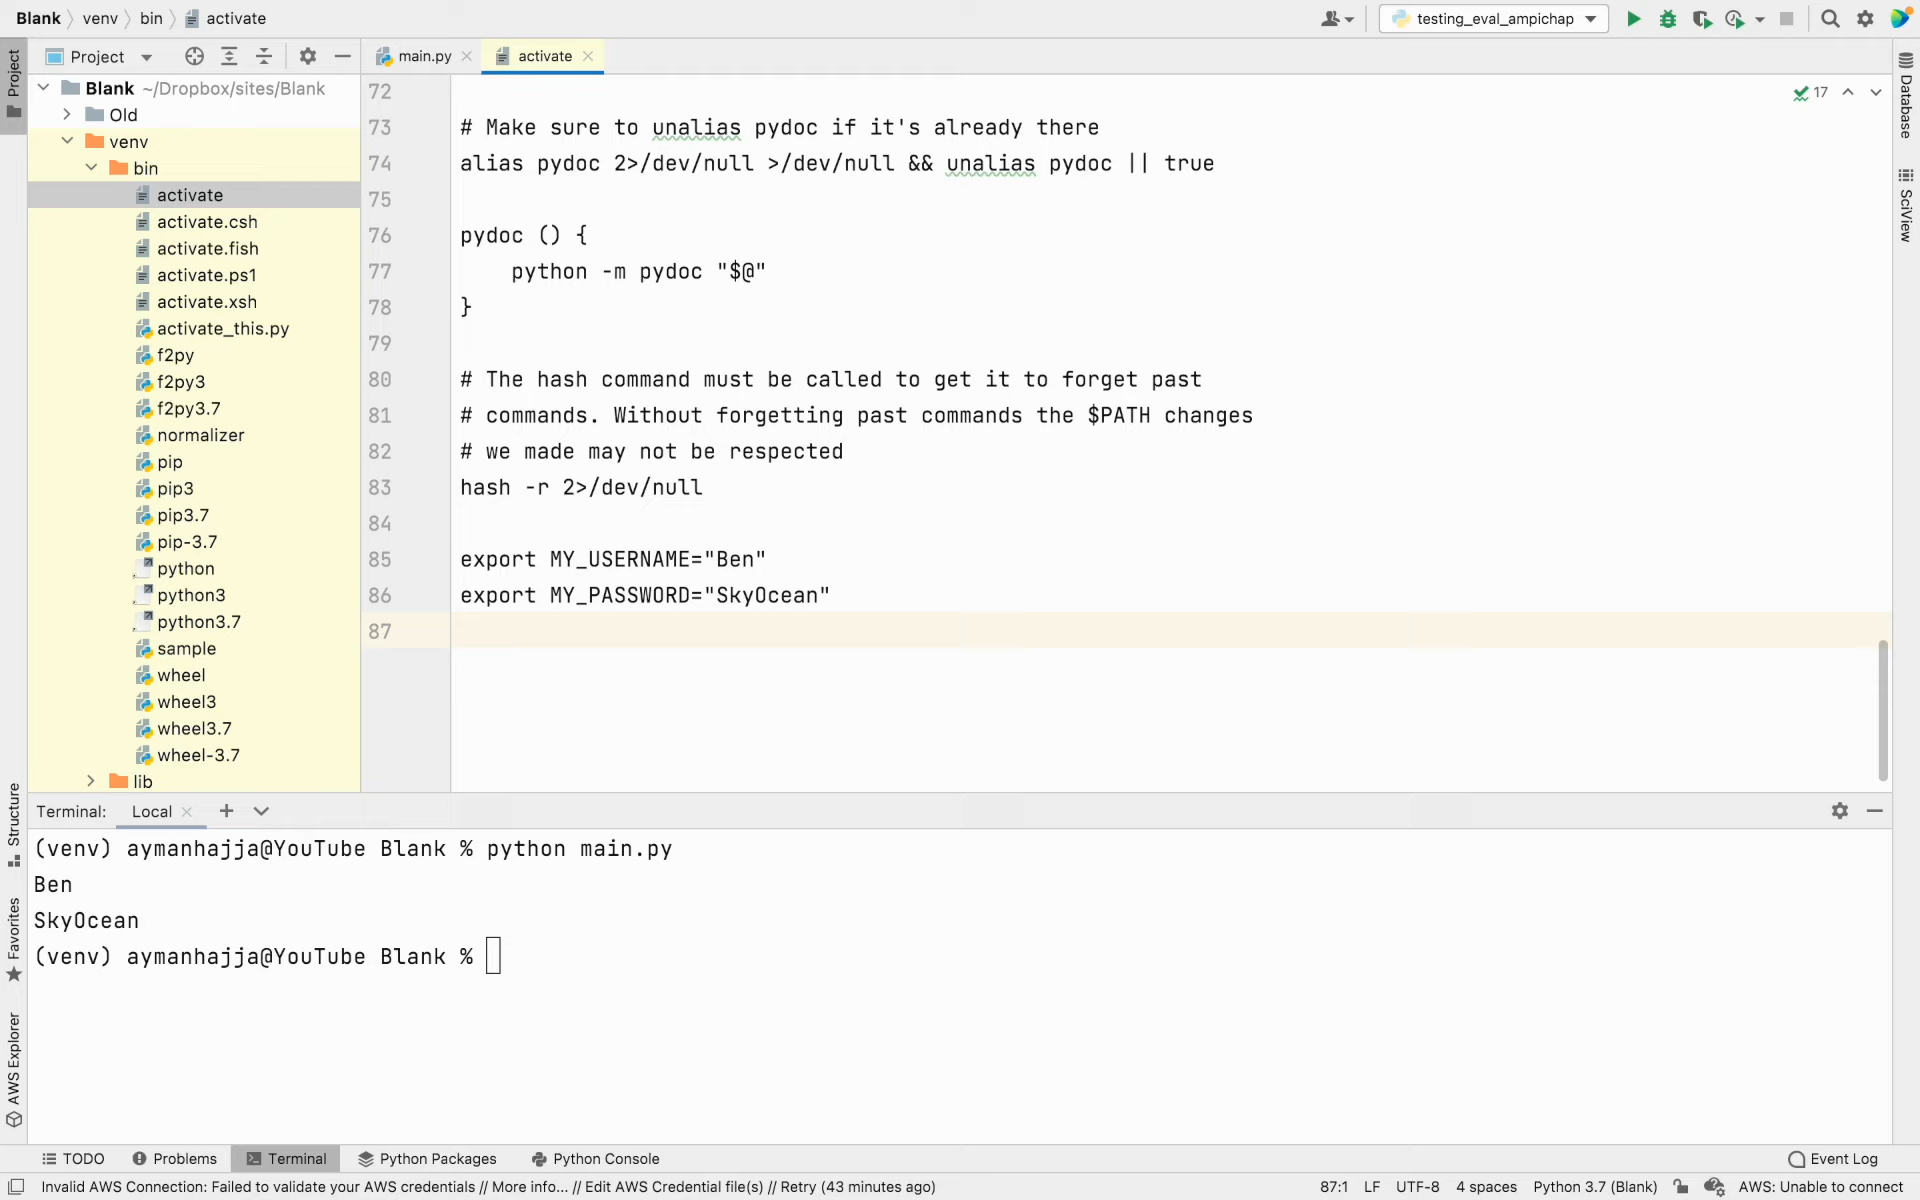 Blank venv bin activate
testing_eval_ampichap
Project
main.py activate
Blank ~/Dropbox/sites/Blank
Old
venv
bin
activate
activate.csh
activate.fish
activate.ps1
activate.xsh
activate_this.py
f2py
f2py3
f2py3.7
normalizer
pip
pip3
pip3.7
pip-3.7
python
python3
python3.7
sample
wheel
wheel3
wheel3.7
wheel-3.7
lib
17
72
73 # Make sure to unalias pydoc if it's already there
74 alias pydoc 2>/dev/null >/dev/null && unalias pydoc || true
75
76 pydoc () {
77 python -m pydoc "$@"
78 }
79
80 # The hash command must be called to get it to forget past
81 # commands. Without forgetting past commands the $PATH changes
82 # we made may not be respected
83 hash -r 2>/dev/null
84
85 export MY_USERNAME="Ben"
86 export MY_PASSWORD="SkyOcean"
87
Project
Structure
Favorites
AWS Explorer
Database
SciView
Terminal: Local
(venv) aymanhajja@YouTube Blank % python main.py
Ben
SkyOcean
(venv) aymanhajja@YouTube Blank %
TODO Problems Terminal Python Packages Python Console Event Log
Invalid AWS Connection: Failed to validate your AWS credentials // More info... // Edit AWS Credential file(s) // Retry (43 minutes ago) 87:1 LF UTF-8 4 spaces Python 3.7 (Blank) AWS: Unable to connect